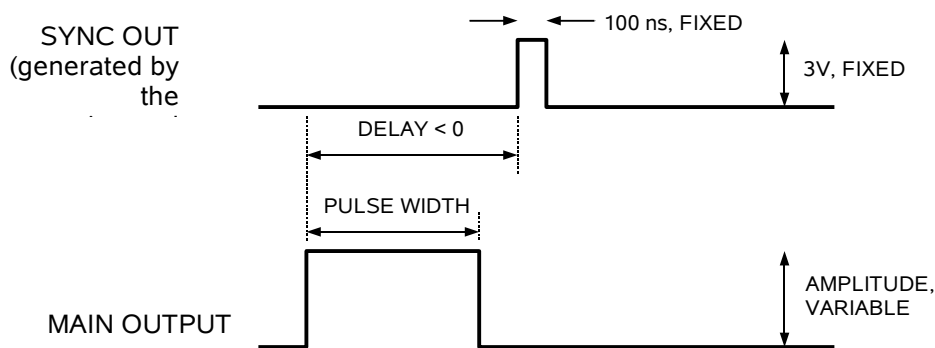 SYNC OUT
(generated by
the
100 ns, FIXED
3V, FIXED
DELAY < 0
PULSE WIDTH
AMPLITUDE,
VARIABLE
MAIN OUTPUT